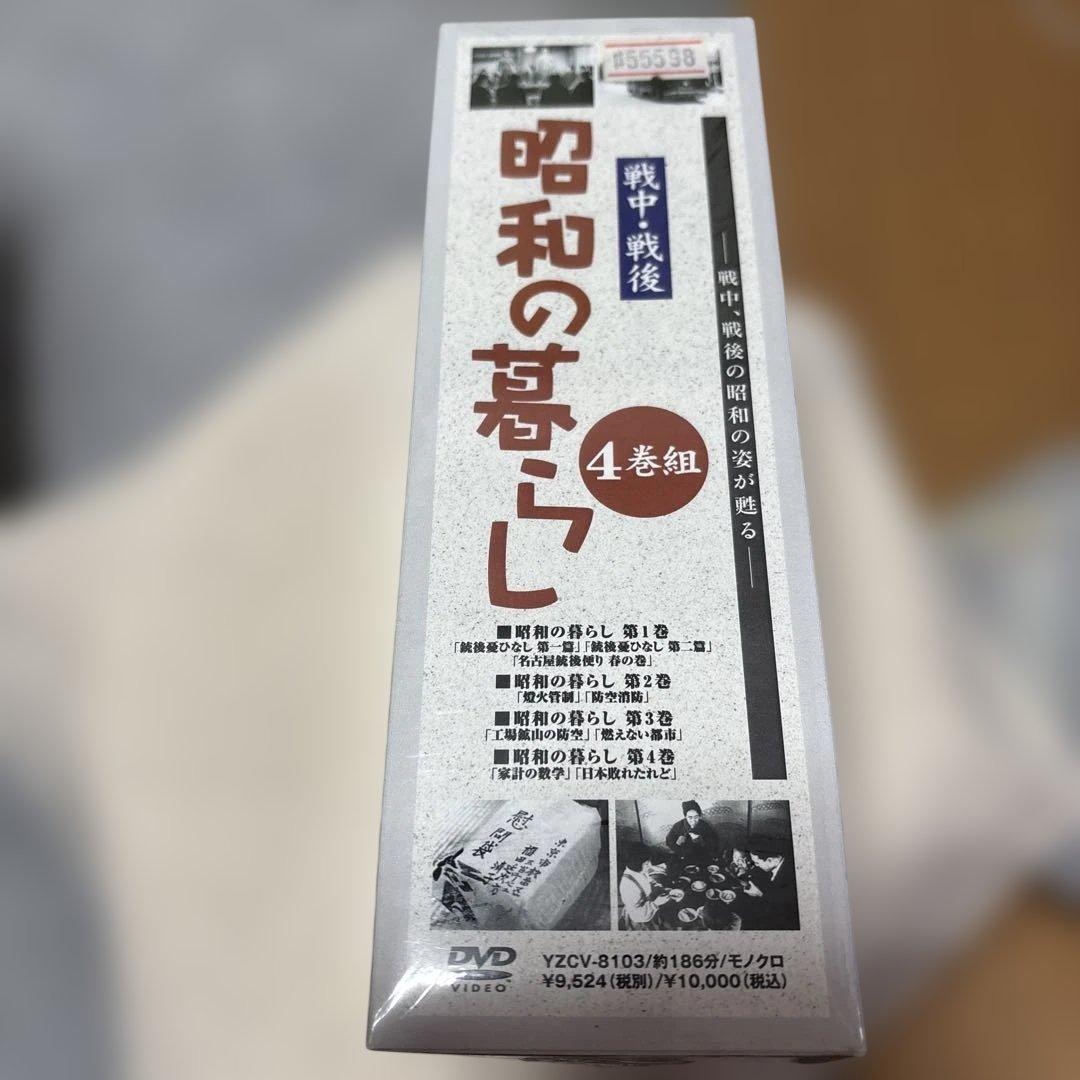 #55598
昭和の暮らし
戦中・戦後
戦中、戦後の昭和の姿が甦る
4巻組
■昭和の暮らし 第1巻
「銃後憂ひなし 第一篇」「銃後憂ひなし 第二篇」
「名古屋銃後便り 春の巻」
■昭和の暮らし 第2巻
「燈火管制」「防空消防」
■昭和の暮らし 第3巻
「工場鉱山の防空」「燃えない都市」
■昭和の暮らし 第4巻
「家計の数学」「日本敗れたれど」
慰問袋
東京市
DVD
VIDEO
YZCV-8103/約186分/モノクロ
¥9,524(税別)/¥10,000(税込)